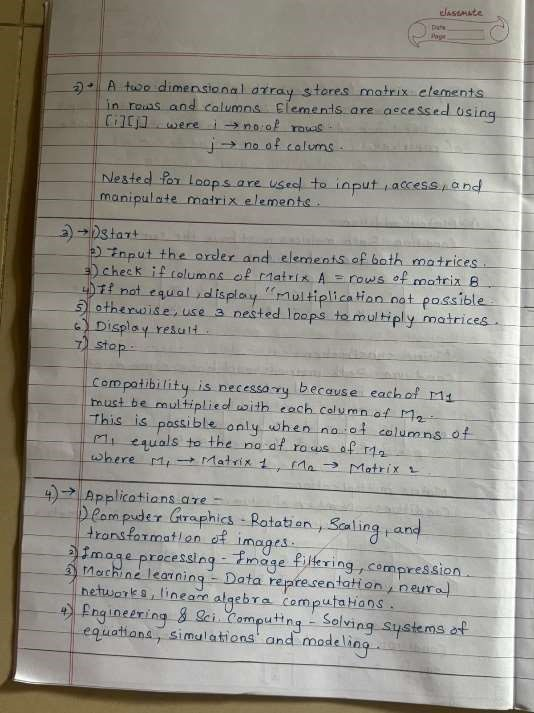 classmate
Date
Page
2) * A two dimensional array stores matrix elements
in rows and columns. Elements are accessed using
[i][j]. were i → no. of rows.
j → no of colums.
Nested for loops are used to input, access, and
manipulate matrix elements.
3) → 1) Start
2) Input the order and elements of both matrices.
3) check if columns of Matrix A = rows of matrix B.
4) If not equal, display "Multiplication not possible.
5) otherwise, use 3 nested loops to multiply matrices.
6) Display result.
7) stop.
Compatibility is necessary because each of M1
must be multiplied with each column of M2.
This is possible only when no. of columns of
M1 equals to the no of rows of M2
where M1 → Matrix 1, M2 → Matrix 2
4) → Applications are -
1) Computer Graphics - Rotation, Scaling, and
transformation of images.
2) Image processing - Image filtering, compression.
3) Machine learning - Data representation, neural
networks, linear algebra computations.
4) Engineering & Sci. Computing - Solving systems of
equations, simulations and modeling.